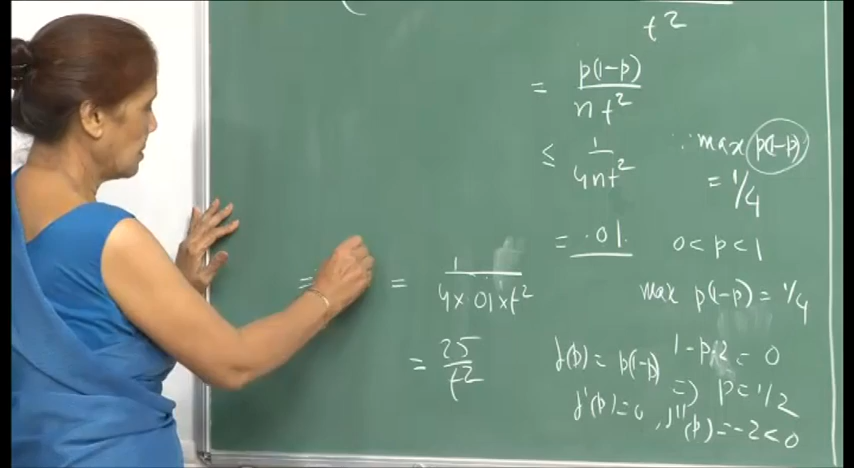 t²
= p(1-p) / nt²
≤ 1 / 4nt² ∵ max p(1-p)
= 1/4
= .01. 0 < p < 1
= = 1 / 4×.01×t² max p(1-p) = 1/4
= 25 / t² f(p) = p(1-p) 1-p.2 = 0
=) p = 1/2
f'(p) = 0, f''(p) = -2 < 0